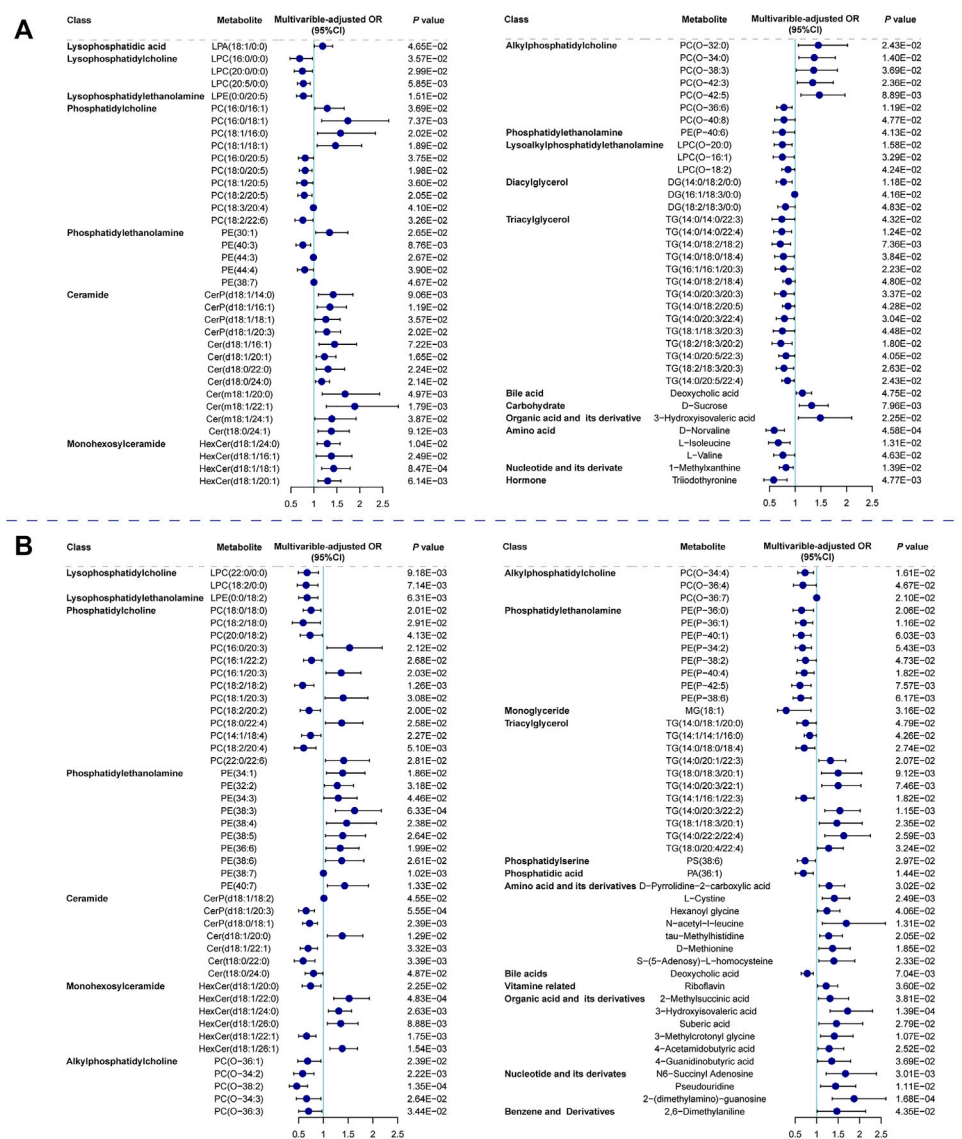 A
Class Metabolite Multivariable-adjusted OR (95%CI) P value
Lysophosphatidic acid LPA(18:1/0:0) 4.65E−02
Lysophosphatidylcholine LPC(16:0/0:0) 3.57E−02
LPC(20:0/0:0) 2.99E−02
LPC(20:5/0:0) 5.85E−03
Lysophosphatidylethanolamine LPE(0:0/20:5) 1.51E−02
Phosphatidylcholine PC(16:0/16:1) 3.69E−02
PC(16:0/18:1) 7.37E−03
PC(18:1/16:0) 2.02E−02
PC(18:1/18:1) 1.89E−02
PC(16:0/20:5) 3.75E−02
PC(18:0/20:5) 1.98E−02
PC(18:1/20:5) 3.60E−02
PC(18:2/20:5) 2.05E−02
PC(18:3/20:4) 4.10E−02
PC(18:2/22:6) 3.26E−02
Phosphatidylethanolamine PE(30:1) 2.65E−02
PE(40:3) 8.76E−03
PE(44:3) 2.67E−02
PE(44:4) 3.90E−02
PE(38:7) 4.67E−02
Ceramide CerP(d18:1/14:0) 9.06E−03
CerP(d18:1/16:1) 1.19E−02
CerP(d18:1/18:1) 3.57E−02
CerP(d18:1/20:3) 2.02E−02
Cer(d18:1/16:1) 7.22E−03
Cer(d18:1/20:1) 1.65E−02
Cer(d18:0/22:0) 2.24E−02
Cer(d18:0/24:0) 2.14E−02
Cer(m18:1/20:0) 4.97E−03
Cer(m18:1/22:1) 1.79E−03
Cer(m18:1/24:1) 3.87E−02
Cer(t18:0/24:1) 9.12E−03
Monohexosylceramide HexCer(d18:1/24:0) 1.04E−02
HexCer(d18:1/16:1) 2.49E−02
HexCer(d18:1/18:1) 8.47E−04
HexCer(d18:1/20:1) 6.14E−03
0.5 1 1.5 2 2.5
Class Metabolite Multivariable-adjusted OR (95%CI) P value
Alkylphosphatidylcholine PC(O−32:0) 2.43E−02
PC(O−34:0) 1.40E−02
PC(O−38:3) 3.69E−02
PC(O−42:3) 2.36E−02
PC(O−42:5) 8.89E−03
PC(O−36:6) 1.19E−02
PC(O−40:8) 4.77E−02
Phosphatidylethanolamine PE(P−40:6) 4.13E−02
Lysoalkylphosphatidylethanolamine LPC(O−20:0) 1.58E−02
LPC(O−16:1) 3.29E−02
LPC(O−18:2) 4.24E−02
Diacylglycerol DG(14:0/18:2/0:0) 1.18E−02
DG(16:1/18:3/0:0) 4.16E−02
DG(18:2/18:3/0:0) 4.83E−02
Triacylglycerol TG(14:0/14:0/22:3) 4.32E−02
TG(14:0/14:0/22:4) 1.24E−02
TG(14:0/18:2/18:2) 7.36E−03
TG(14:0/18:0/18:4) 3.84E−02
TG(16:1/16:1/20:3) 2.23E−02
TG(14:0/18:2/18:4) 4.80E−02
TG(14:0/20:3/20:3) 3.37E−02
TG(14:0/18:2/20:5) 4.28E−02
TG(14:0/20:3/22:4) 3.04E−02
TG(18:1/18:3/20:3) 4.48E−02
TG(18:2/18:3/20:2) 1.80E−02
TG(14:0/20:5/22:3) 4.05E−02
TG(18:2/18:3/20:3) 2.63E−02
TG(14:0/20:5/22:4) 2.43E−02
Bile acid Deoxycholic acid 4.75E−02
Carbohydrate D−Sucrose 7.96E−03
Organic acid and its derivative 3−Hydroxyisovaleric acid 2.25E−02
Amino acid D−Norvaline 4.58E−04
L−Isoleucine 1.31E−02
L−Valine 4.63E−02
Nucleotide and its derivate 1−Methylxanthine 1.39E−02
Hormone Triiodothyronine 4.77E−03
0.5 1 1.5 2 2.5
B
Class Metabolite Multivariable-adjusted OR (95%CI) P value
Lysophosphatidylcholine LPC(22:0/0:0) 9.18E−03
LPC(18:2/0:0) 7.14E−03
Lysophosphatidylethanolamine LPE(0:0/18:2) 6.31E−03
Phosphatidylcholine PC(18:0/18:0) 2.01E−02
PC(18:2/18:0) 2.91E−02
PC(20:0/18:2) 4.13E−02
PC(16:0/20:3) 2.12E−02
PC(16:1/22:2) 2.68E−02
PC(16:1/20:3) 2.03E−02
PC(18:2/18:2) 1.26E−03
PC(18:1/20:3) 3.08E−02
PC(18:2/20:2) 2.00E−02
PC(18:0/22:4) 2.58E−02
PC(14:1/18:4) 2.27E−02
PC(18:2/20:4) 5.10E−03
PC(22:0/22:6) 2.81E−02
Phosphatidylethanolamine PE(34:1) 1.86E−02
PE(32:2) 3.18E−02
PE(34:3) 4.46E−02
PE(38:3) 6.33E−04
PE(38:4) 2.38E−02
PE(38:5) 2.64E−02
PE(36:6) 1.99E−02
PE(38:6) 2.61E−02
PE(38:7) 1.02E−03
PE(40:7) 1.33E−02
Ceramide CerP(d18:1/18:2) 4.55E−02
CerP(d18:1/20:3) 5.55E−04
CerP(d18:0/18:1) 2.39E−03
Cer(d18:1/20:0) 1.29E−02
Cer(d18:1/22:1) 3.32E−03
Cer(t18:0/22:0) 3.39E−03
Cer(t18:0/24:0) 4.87E−02
Monohexosylceramide HexCer(d18:1/20:0) 2.25E−02
HexCer(d18:1/22:0) 4.83E−04
HexCer(d18:1/24:0) 2.63E−03
HexCer(d18:1/26:0) 8.88E−03
HexCer(d18:1/22:1) 1.75E−03
HexCer(d18:1/26:1) 1.54E−03
Alkylphosphatidylcholine PC(O−36:1) 2.39E−02
PC(O−34:2) 2.22E−03
PC(O−38:2) 1.35E−04
PC(O−34:3) 2.64E−02
PC(O−36:3) 3.44E−02
0.5 1 1.5 2 2.5
Class Metabolite Multivariable-adjusted OR (95%CI) P value
Alkylphosphatidylcholine PC(O−34:4) 1.61E−02
PC(O−36:4) 4.67E−02
PC(O−36:7) 2.10E−02
Phosphatidylethanolamine PE(P−36:0) 2.06E−02
PE(P−36:1) 1.16E−02
PE(P−40:1) 6.03E−03
PE(P−34:2) 5.43E−03
PE(P−38:2) 4.73E−02
PE(P−40:4) 1.82E−02
PE(P−42:5) 7.57E−03
PE(P−38:6) 6.17E−03
Monoglyceride MG(18:1) 3.16E−02
Triacylglycerol TG(14:0/18:1/20:0) 4.79E−02
TG(14:1/14:1/16:0) 4.26E−02
TG(14:0/18:0/18:4) 2.74E−02
TG(14:0/20:1/22:3) 2.07E−02
TG(18:0/18:3/20:1) 9.12E−03
TG(14:0/20:3/22:1) 7.46E−03
TG(14:1/16:1/22:3) 1.82E−02
TG(14:0/20:3/22:2) 1.15E−03
TG(18:1/18:3/20:1) 2.35E−02
TG(14:0/22:2/22:4) 2.59E−03
TG(18:0/20:4/22:4) 3.24E−02
Phosphatidylserine PS(38:6) 2.97E−02
Phosphatidic acid PA(36:1) 1.44E−02
Amino acid and its derivatives D−Pyrrolidine−2−carboxylic acid 3.02E−02
L−Cystine 2.49E−03
Hexanoyl glycine 4.06E−02
N−acetyl−l−leucine 1.31E−02
tau−Methylhistidine 2.05E−02
D−Methionine 1.85E−02
S−(5−Adenosy)−L−homocysteine 2.33E−02
Bile acids Deoxycholic acid 7.04E−03
Vitamine related Riboflavin 3.60E−02
Organic acid and its derivatives 2−Methylsuccinic acid 3.81E−02
3−Hydroxyisovaleric acid 1.39E−04
Suberic acid 2.79E−02
3−Methylcrotonyl glycine 1.07E−02
4−Acetamidobutyric acid 2.52E−02
4−Guanidinobutyric acid 3.69E−02
Nucleotide and its derivates N6−Succinyl Adenosine 3.01E−03
Pseudouridine 1.11E−02
2−(dimethylamino)−guanosine 1.68E−04
Benzene and Derivatives 2,6−Dimethylaniline 4.35E−02
0.5 1 1.5 2 2.5